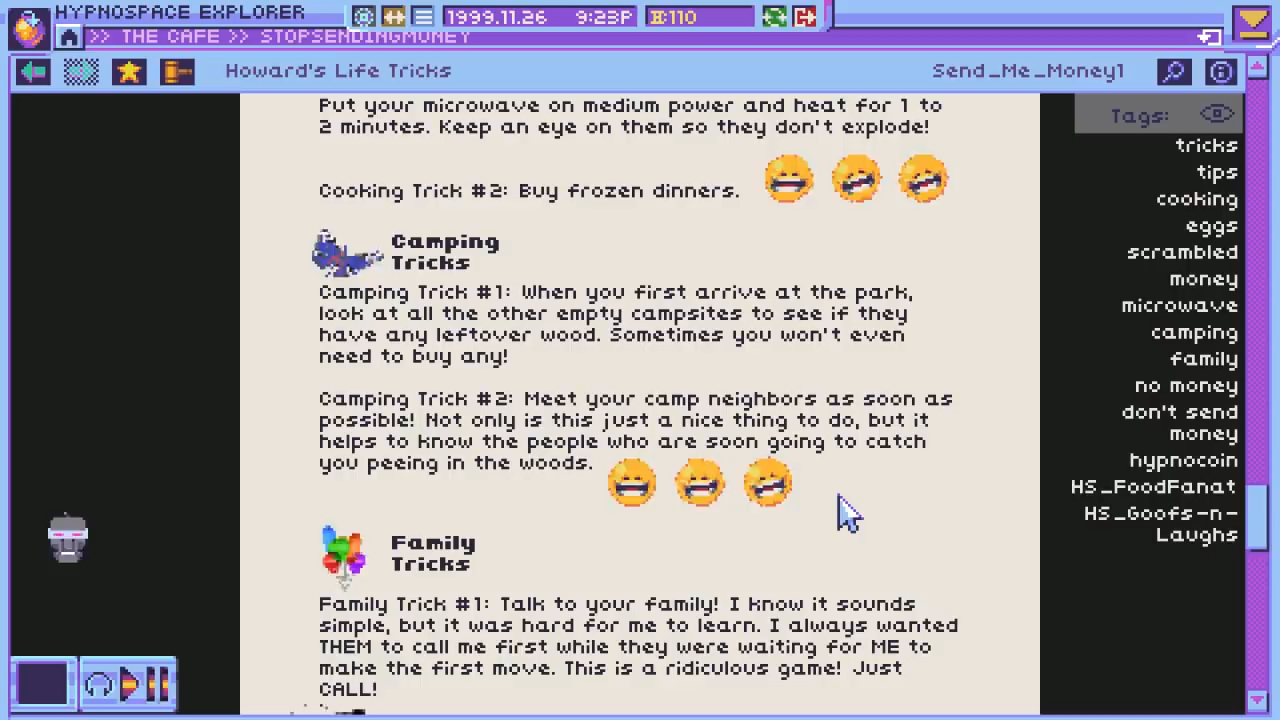 HYPNOSPACE EXPLORER
1999.11.26 9:23P
110
>> THE CAFE >> STOPSENDINGMONEY
Howard's Life Tricks
Send_Me_Money1
Put your microwave on medium power and heat for 1 to
2 minutes. Keep an eye on them so they don't explode!
Cooking Trick #2: Buy frozen dinners.
Camping
Tricks
Camping Trick #1: When you first arrive at the park,
look at all the other empty campsites to see if they
have any leftover wood. Sometimes you won't even
need to buy any!
Camping Trick #2: Meet your camp neighbors as soon as
possible! Not only is this just a nice thing to do, but it
helps to know the people who are soon going to catch
you peeing in the woods.
Family
Tricks
Family Trick #1: Talk to your family! I know it sounds
simple, but it was hard for me to learn. I always wanted
THEM to call me first while they were waiting for ME to
make the first move. This is a ridiculous game! Just
CALL!
Tags:
tricks
tips
cooking
eggs
scrambled
money
microwave
camping
family
no money
don't send
money
hypnocoin
HS_FoodFanat
HS_Goofs-n-
Laughs